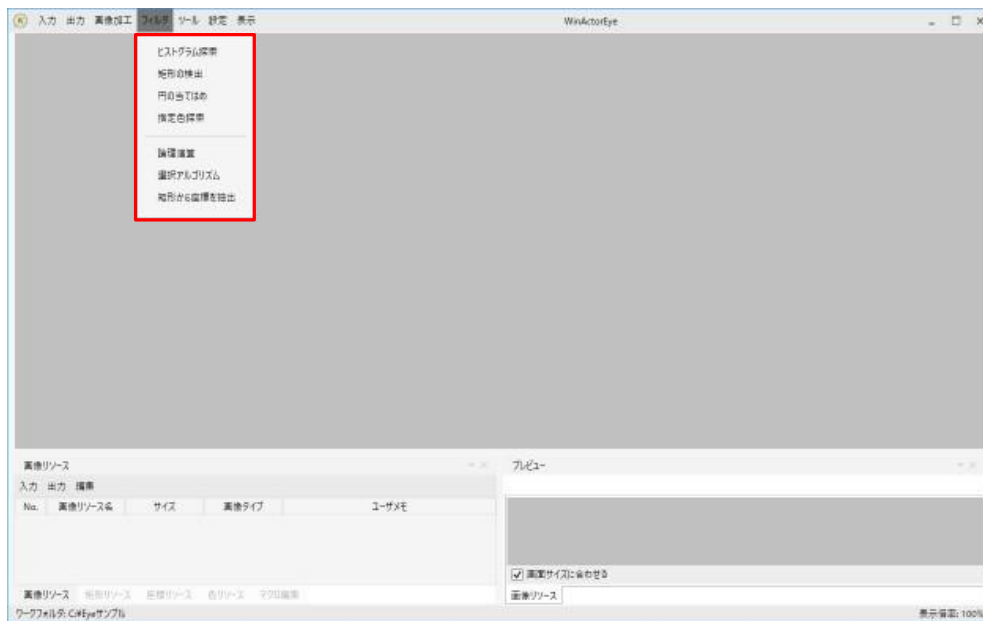 入力 出力 画像加工 フィルタ ツール 設定 表示 WinActorEye
ヒストグラム探索
矩形の検出
円の当てはめ
指定色探索
論理演算
選択アルゴリズム
矩形から座標を抽出
画像リソース
プレビュー
入力 出力 編集
No. 画像リソース名 サイズ 画像タイプ ユーザメモ
画面サイズに合わせる
画像リソース 矩形リソース 座標リソース 色リソース マクロ編集
画像リソース
ワークフォルダ: C:¥Eyeサンプル
表示倍率: 100%